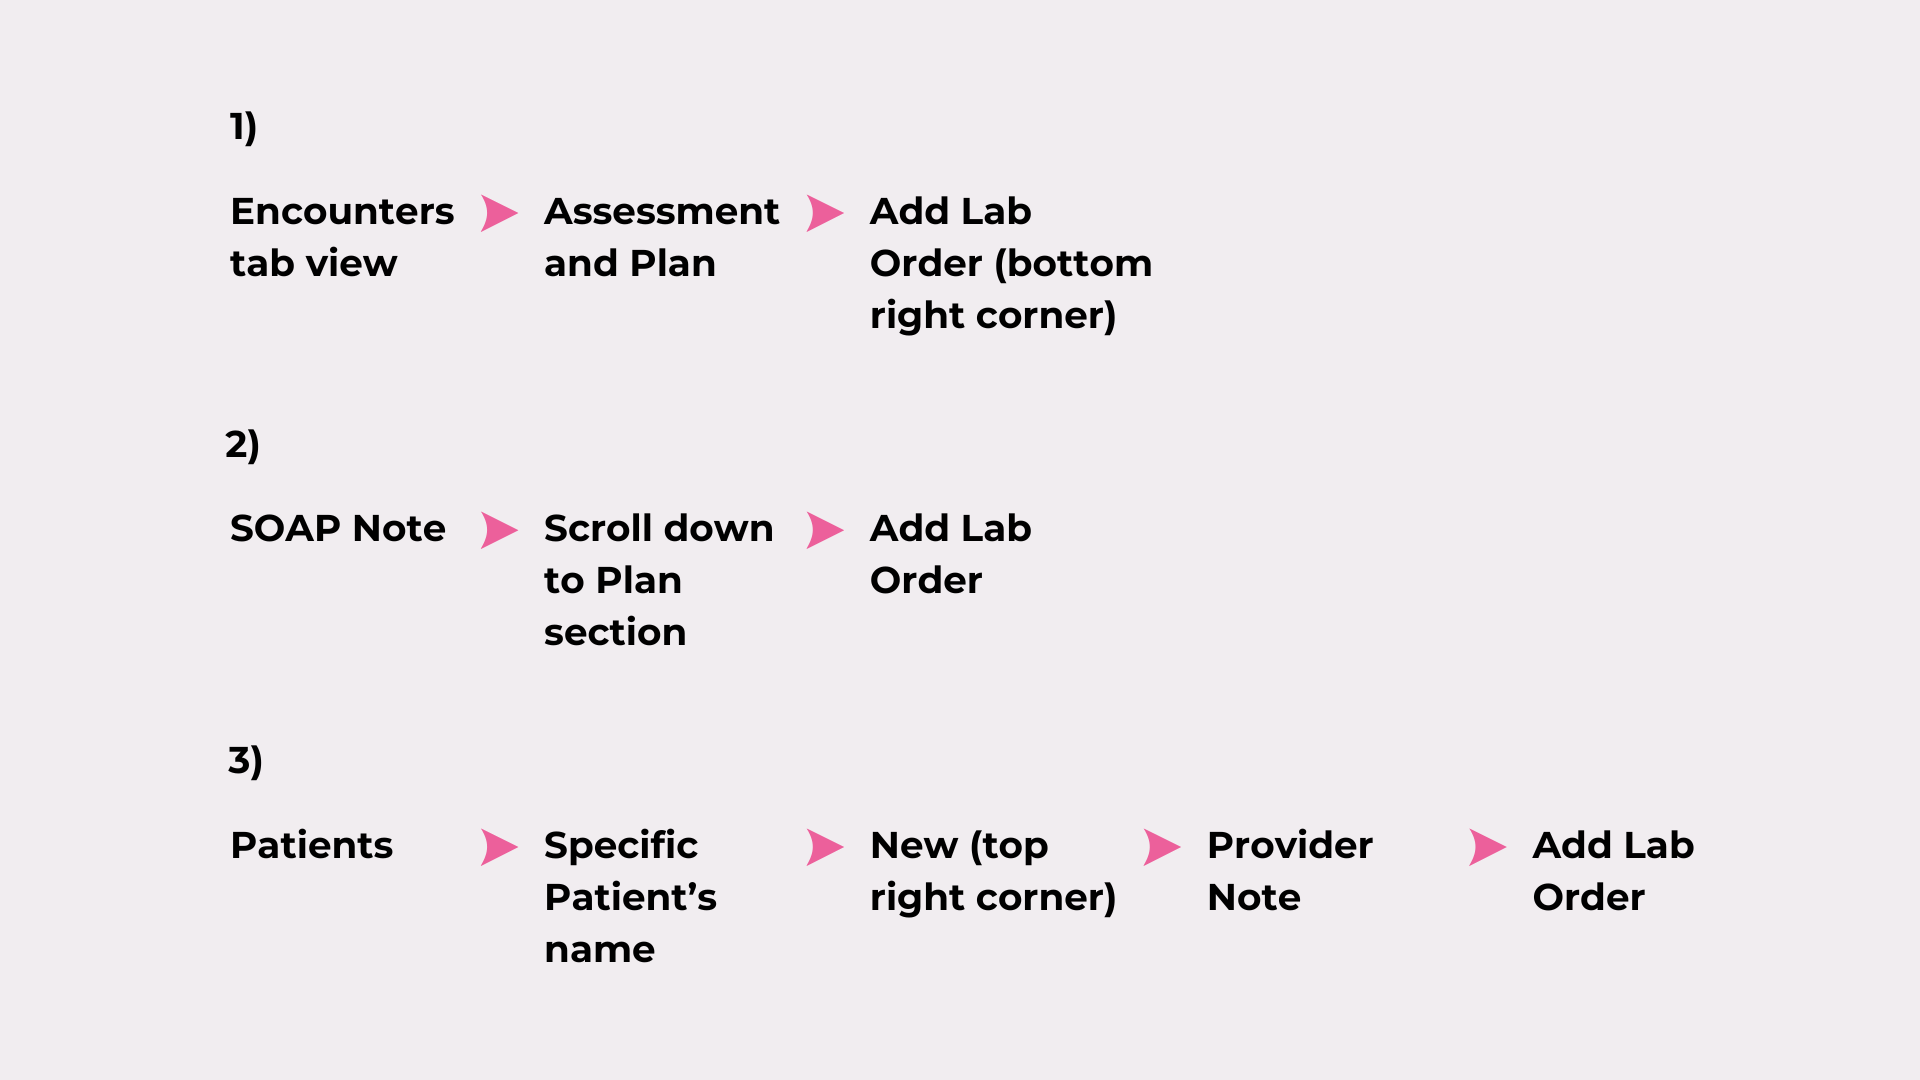 1)
Encounters
tab view
Assessment
and Plan
Add Lab
Order (bottom
right corner)
2)
SOAP Note
Scroll down
to Plan
section
Add Lab
Order
3)
Patients
Specific
Patient’s
name
New (top
right corner)
Provider
Note
Add Lab
Order